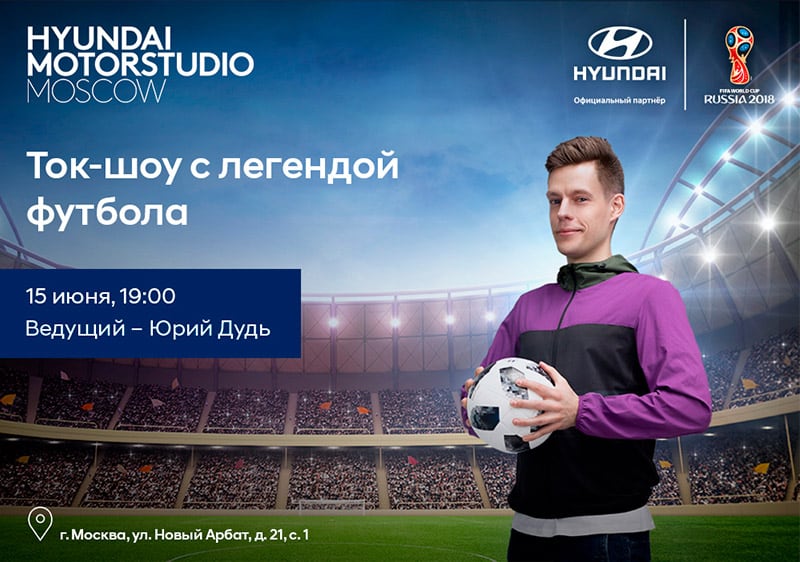 HYUNDAI
MOTORSTUDIO
MOSCOW
HYUNDAI
Официальный партнёр
FIFA WORLD CUP
RUSSIA 2018
Ток-шоу с легендой
футбола
15 июня, 19:00
Ведущий – Юрий Дудь
г. Москва, ул. Новый Арбат, д. 21, с. 1